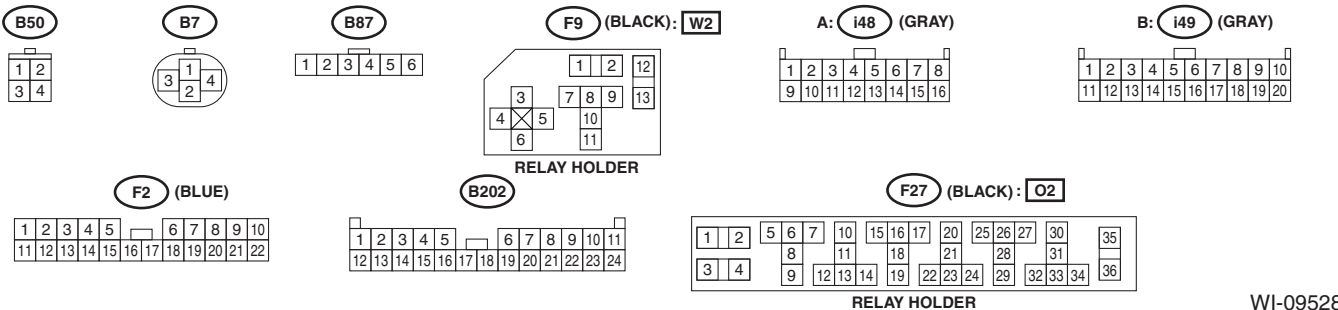 B50
B7
B87
F9 (BLACK): W2
A: i48 (GRAY)
B: i49 (GRAY)
1 2
3 4
1
3 4
2
1 2 3 4 5 6
1 2 12
3 7 8 9 13
4 5 10
6 11
RELAY HOLDER
1 2 3 4 5 6 7 8
9 10 11 12 13 14 15 16
1 2 3 4 5 6 7 8 9 10
11 12 13 14 15 16 17 18 19 20
F2 (BLUE)
B202
F27 (BLACK): O2
1 2 3 4 5 6 7 8 9 10
11 12 13 14 15 16 17 18 19 20 21 22
1 2 3 4 5 6 7 8 9 10 11
12 13 14 15 16 17 18 19 20 21 22 23 24
1 2 5 6 7 10 15 16 17 20 25 26 27 30 35
8 11 18 21 28 31
3 4 9 12 13 14 19 22 23 24 29 32 33 34 36
RELAY HOLDER
WI-09528